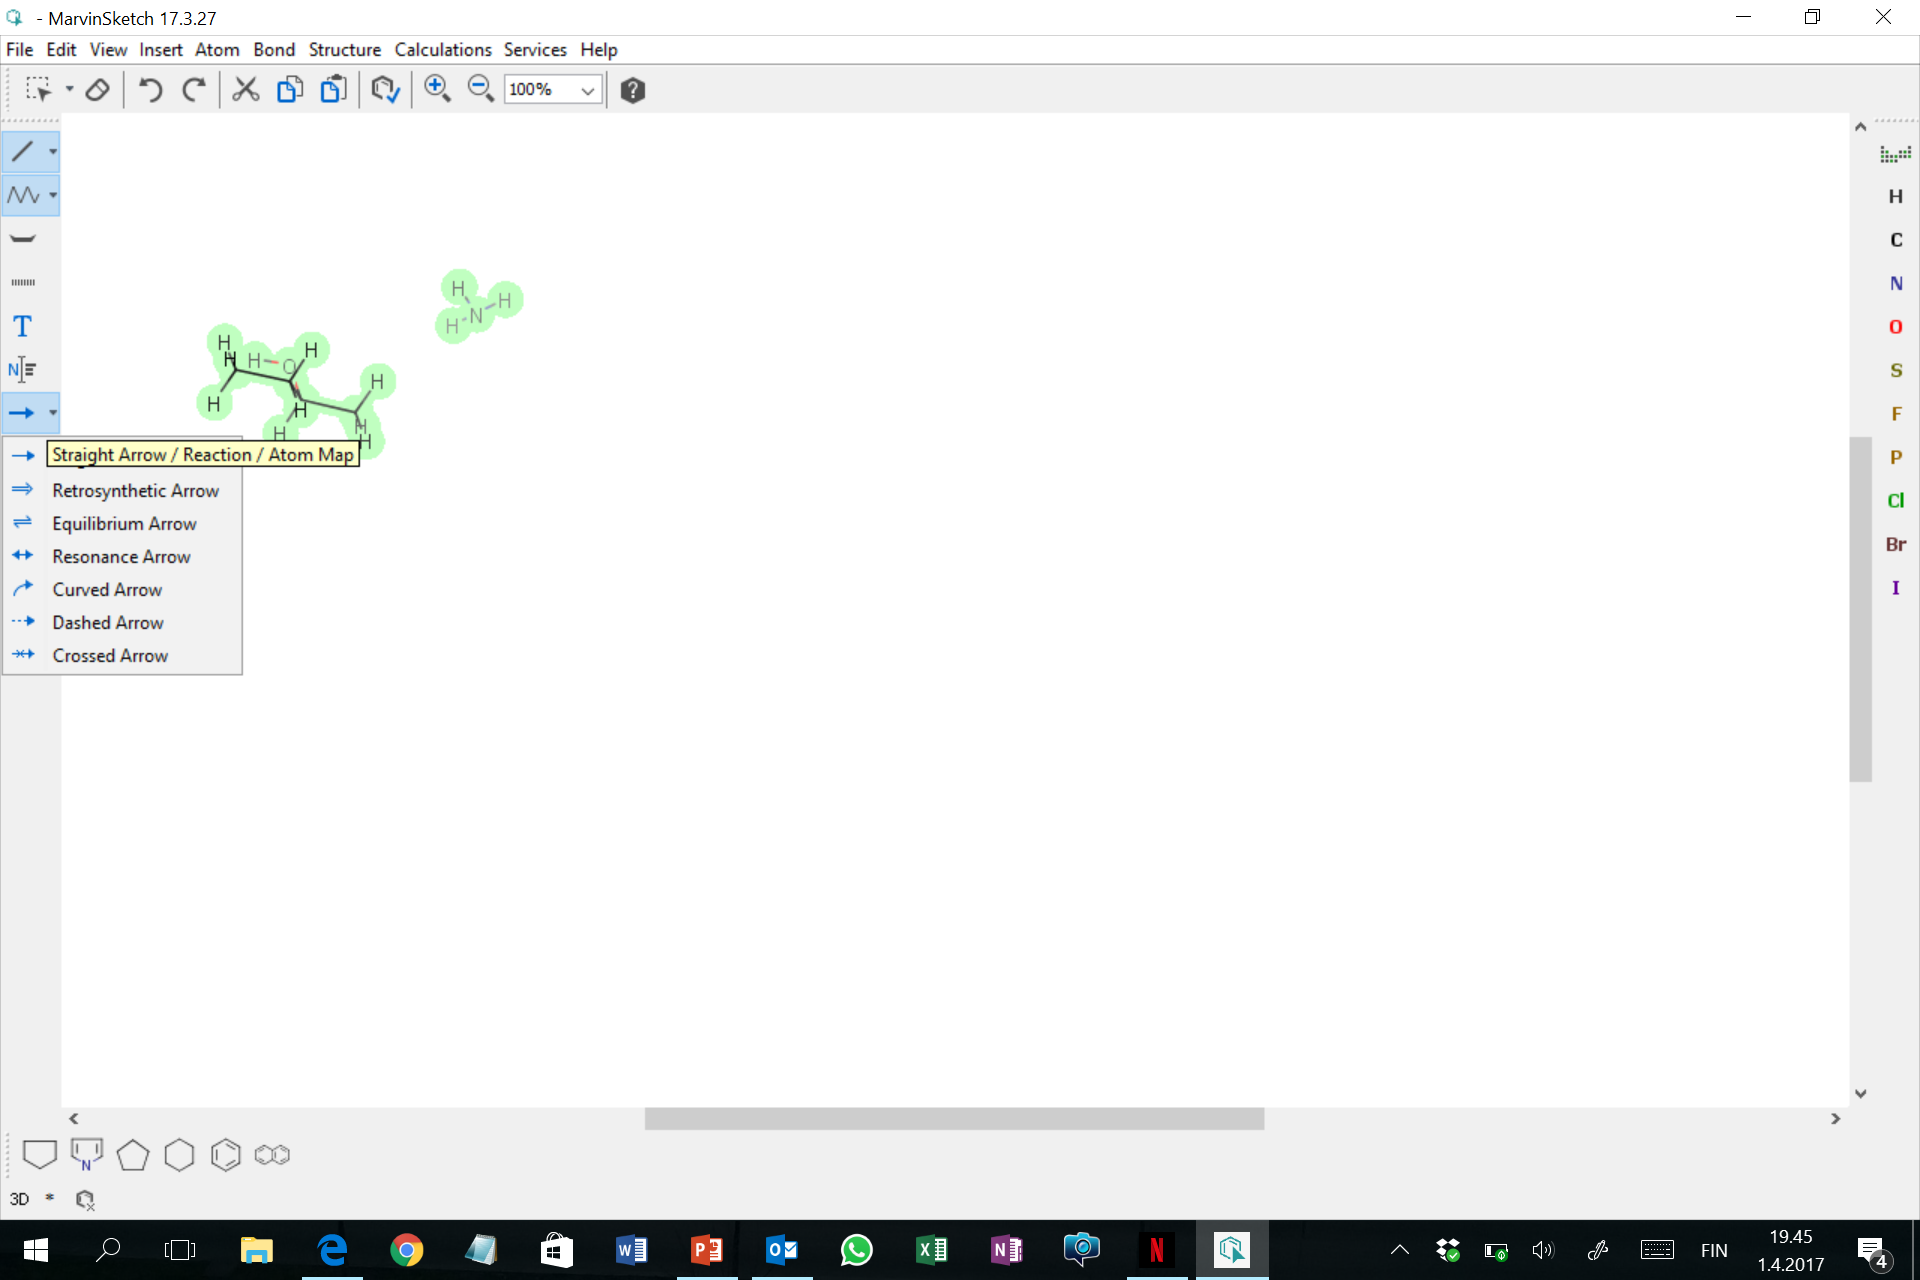 - MarvinSketch 17.3.27
File Edit View Insert Atom Bond Structure Calculations Services Help
100%
H
C
N
O
S
F
P
Cl
Br
I
T
N
H
H
H
N
H
H
H
O
H
H
H
H
H
H
H
H
Straight Arrow / Reaction / Atom Map
Retrosynthetic Arrow
Equilibrium Arrow
Resonance Arrow
Curved Arrow
Dashed Arrow
Crossed Arrow
N
3D *
FIN
19.45
1.4.2017
4